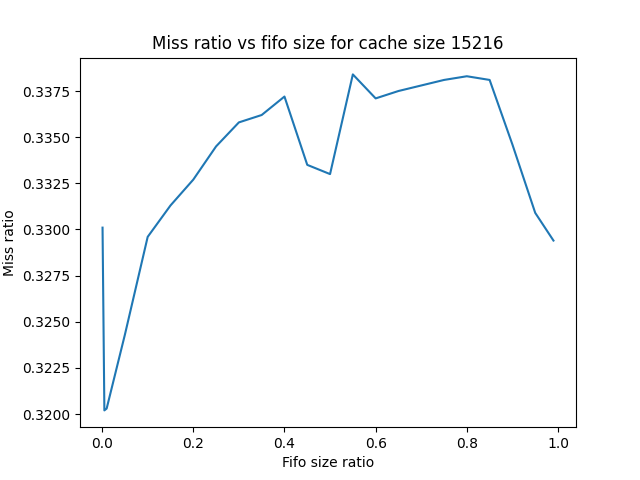 Miss ratio vs fifo size for cache size 15216
Miss ratio
0.3375
0.3350
0.3325
0.3300
0.3275
0.3250
0.3225
0.3200
0.0 0.2 0.4 0.6 0.8 1.0
Fifo size ratio